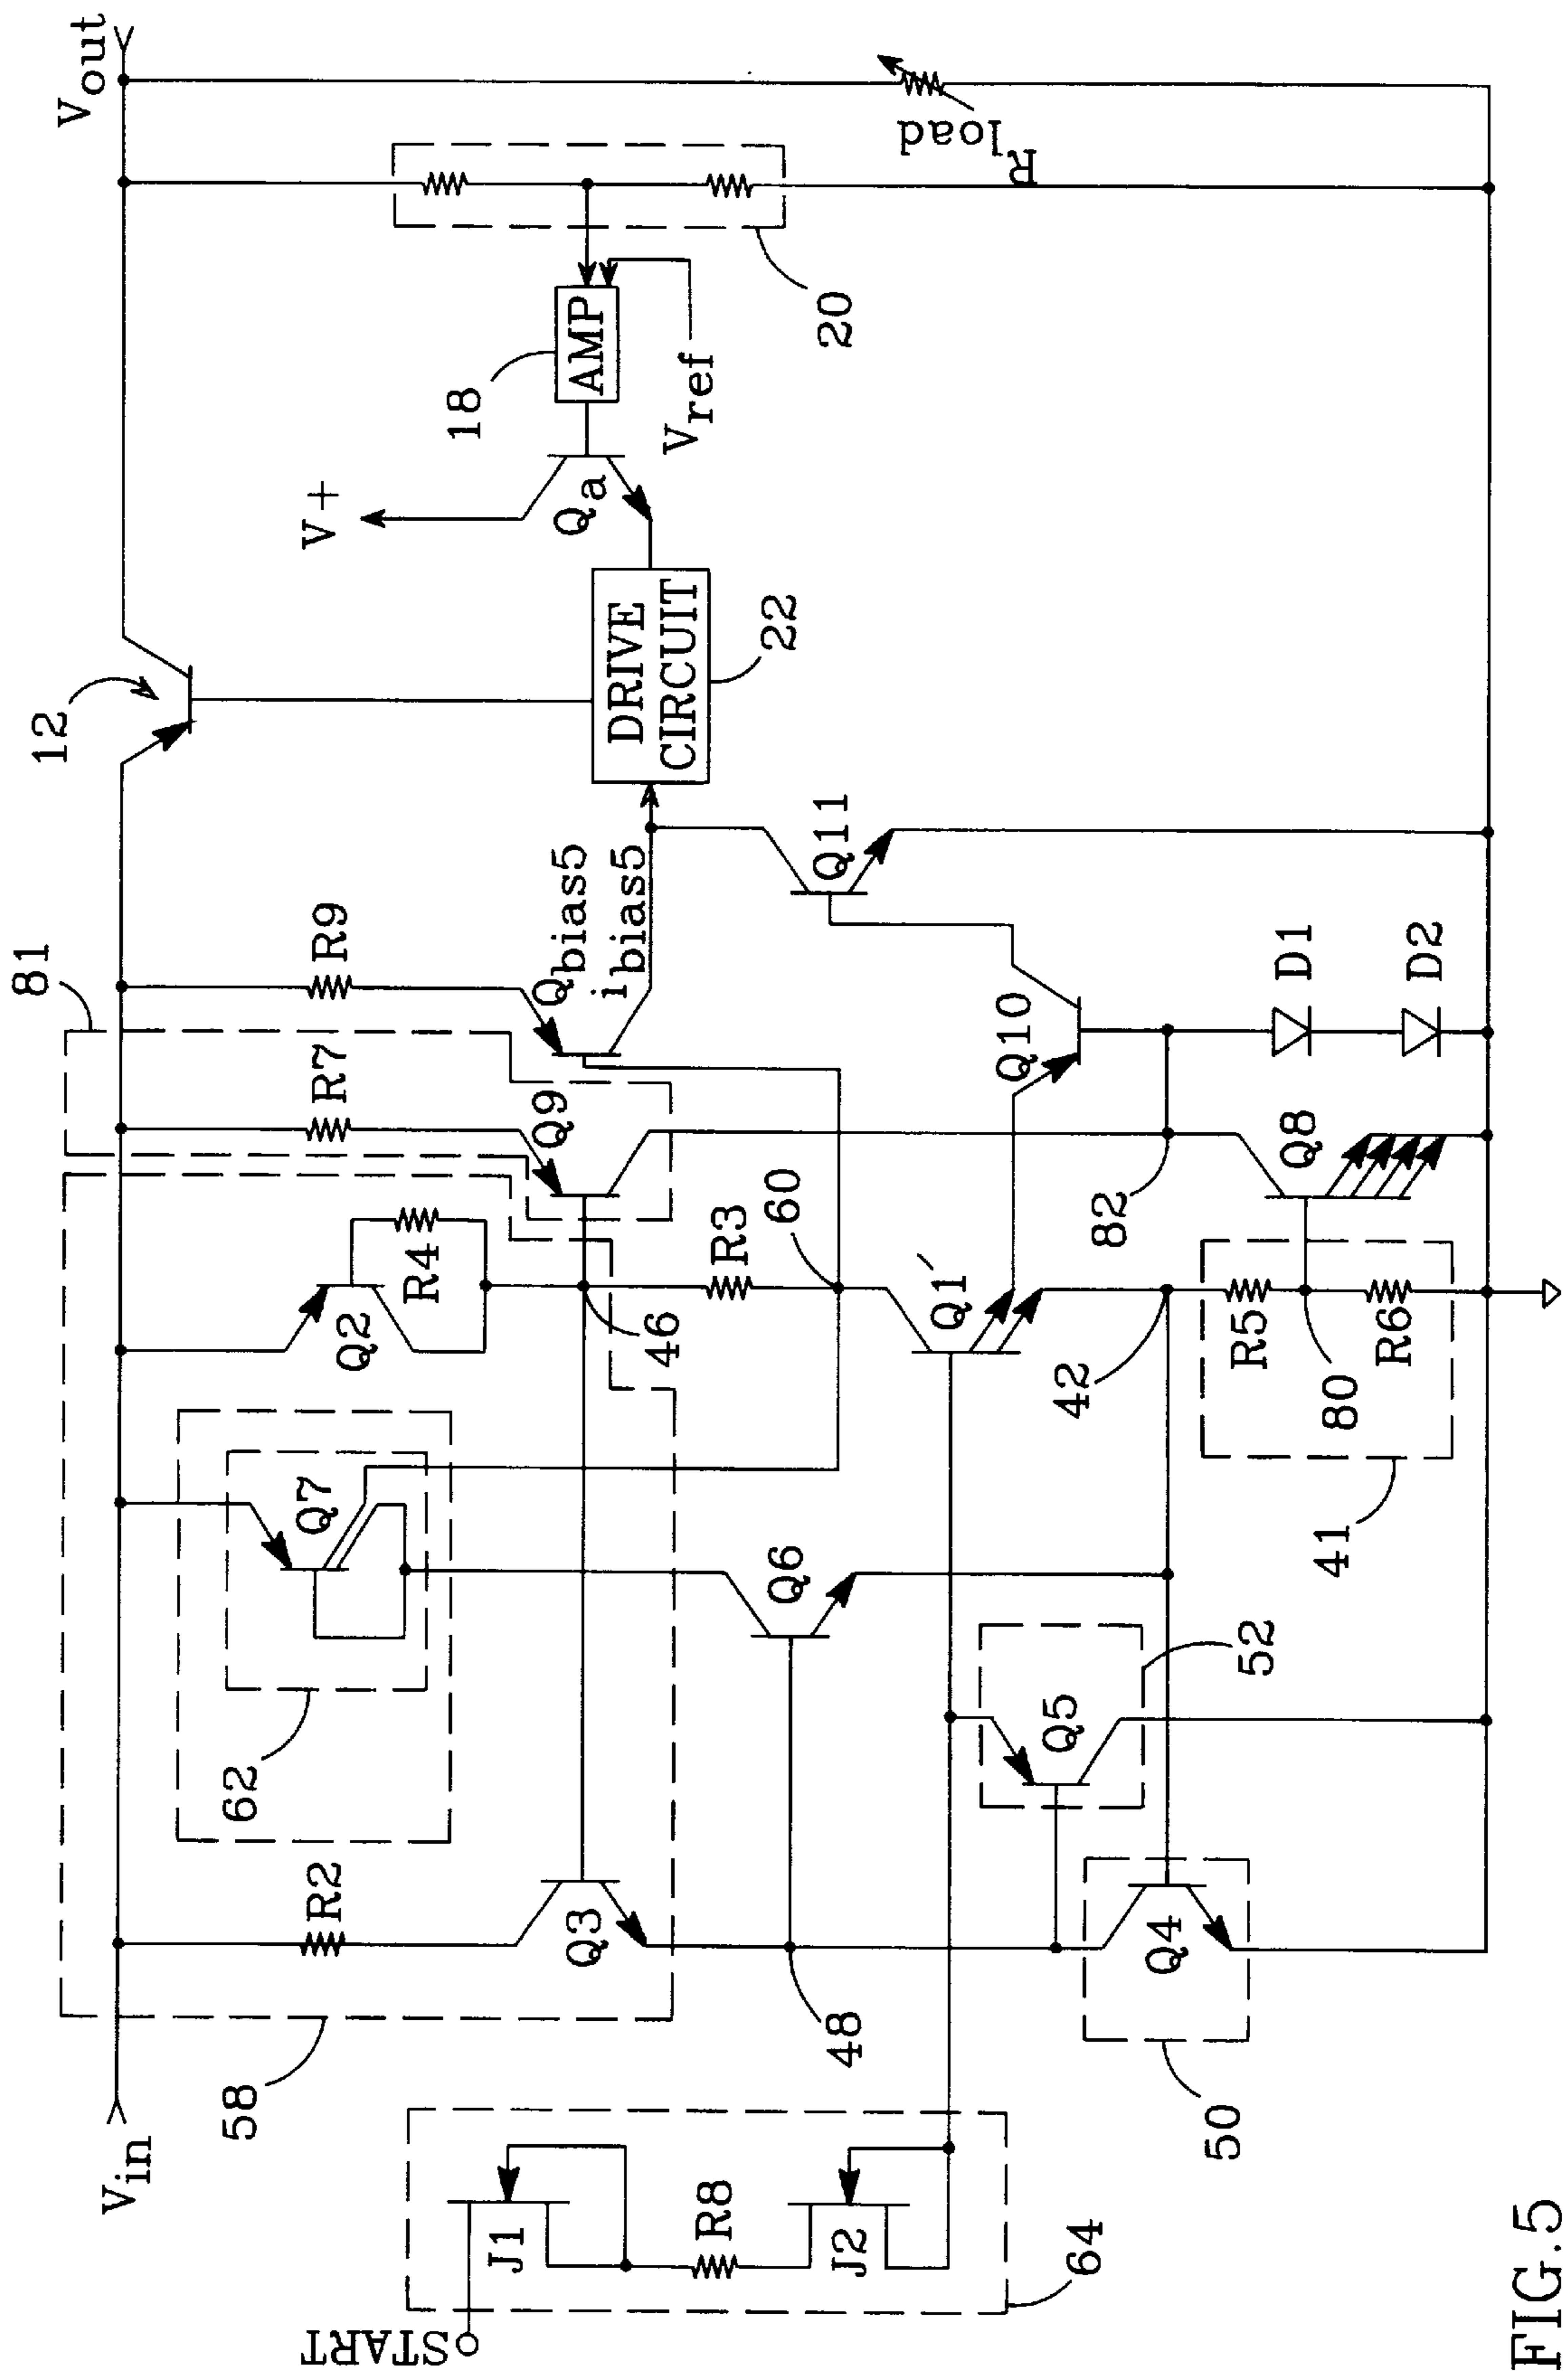 Vin
START
J1
R8
J2
64
58
R2
Q3
48
50
Q4
62
Q7
Q6
52
Q5
Q2
R4
46
R3
60
Q1'
42
41
R5
80
R6
81
R7
Q9
R9
Qbias5
ibias5
82
Q8
Q10
D1
D2
Q11
12
DRIVE
CIRCUIT
22
V+
Qa
18
AMP
Vref
20
Vout
Rload
FIG.5